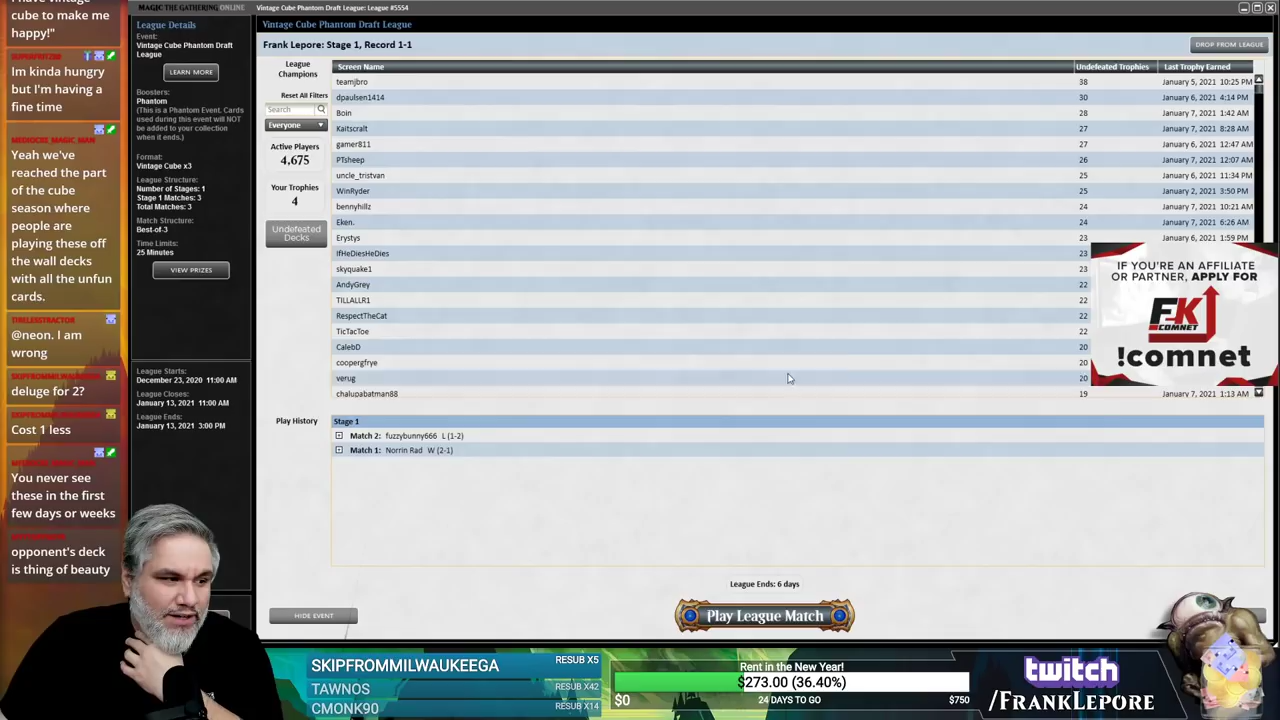 happy!"
vintage
cube to make me
Im kinda hungry
but I'm having a
fine time
MEDIOCRE_MAGIC_MAN
Yeah we've
reached the part
of the cube
season where
people are
playing these off
the wall decks
with all the unfun
cards.
@neon. I am
wrong
SKIPFROMMILWAUKEEGA
deluge for 2?
SKIPFROMMILWAUKEEGA
Cost 1 less
You never see
these in the first
few days or weeks
opponent's deck
is thing of beauty
MAGIC THE GATHERING ONLINE
Vintage Cube Phantom Draft League: League #5554
League Details
Event:
Vintage Cube Phantom Draft
League
LEARN MORE
Boosters:
Phantom
(This is a Phantom Event. Cards
used during this event will NOT
be added to your collection
when it ends.)
Format:
Vintage Cube x3
League Structure:
Number of Stages: 1
Stage 1 Matches: 3
Total Matches: 3
Match Structure:
Best-of-3
Time Limits:
25 Minutes
VIEW PRIZES
League Starts:
December 23, 2020 11:00 AM
League Closes:
January 13, 2021 11:00 AM
League Ends:
January 13, 2021 3:00 PM
Vintage Cube Phantom Draft League
Frank Lepore: Stage 1, Record 1-1
DROP FROM LEAGUE
League
Champions
Reset All Filters
Search
Everyone
Active Players
4,675
Your Trophies
4
Undefeated
Decks
Screen Name Undefeated Trophies Last Trophy Earned
teamjbro 38 January 5, 2021 10:25 PM
dpaulsen1414 30 January 6, 2021 4:14 PM
Boin 28 January 7, 2021 1:42 AM
Kaitscralt 27 January 7, 2021 8:28 AM
gamer811 27 January 6, 2021 12:47 AM
PTsheep 26 January 7, 2021 12:07 AM
uncle_tristvan 25 January 6, 2021 11:34 PM
WinRyder 25 January 2, 2021 3:50 PM
bennyhillz 24 January 7, 2021 10:21 AM
Eken. 24 January 7, 2021 6:26 AM
Erystys 23 January 6, 2021 1:59 PM
IfHeDiesHeDies 23
skyquake1 23
AndyGrey 22
TILLALLR1 22
RespectTheCat 22
TicTacToe 22
CalebD 20
coopergfrye 20
verug 20
chalupabatman88 19 January 7, 2021 1:13 AM
IF YOU'RE AN AFFILIATE
OR PARTNER, APPLY FOR
.COMNET
!comnet
Play History
Stage 1
Match 2: fuzzybunny666 L (1-2)
Match 1: Norrin Rad W (2-1)
League Ends: 6 days
HIDE EVENT
Play League Match
SKIPFROMMILWAUKEEGA RESUB X5
TAWNOS RESUB X42
CMONK90 RESUB X14
Rent in the New Year!
$273.00 (36.40%)
$0 24 DAYS TO GO $750
twitch
/FRANKLEPORE